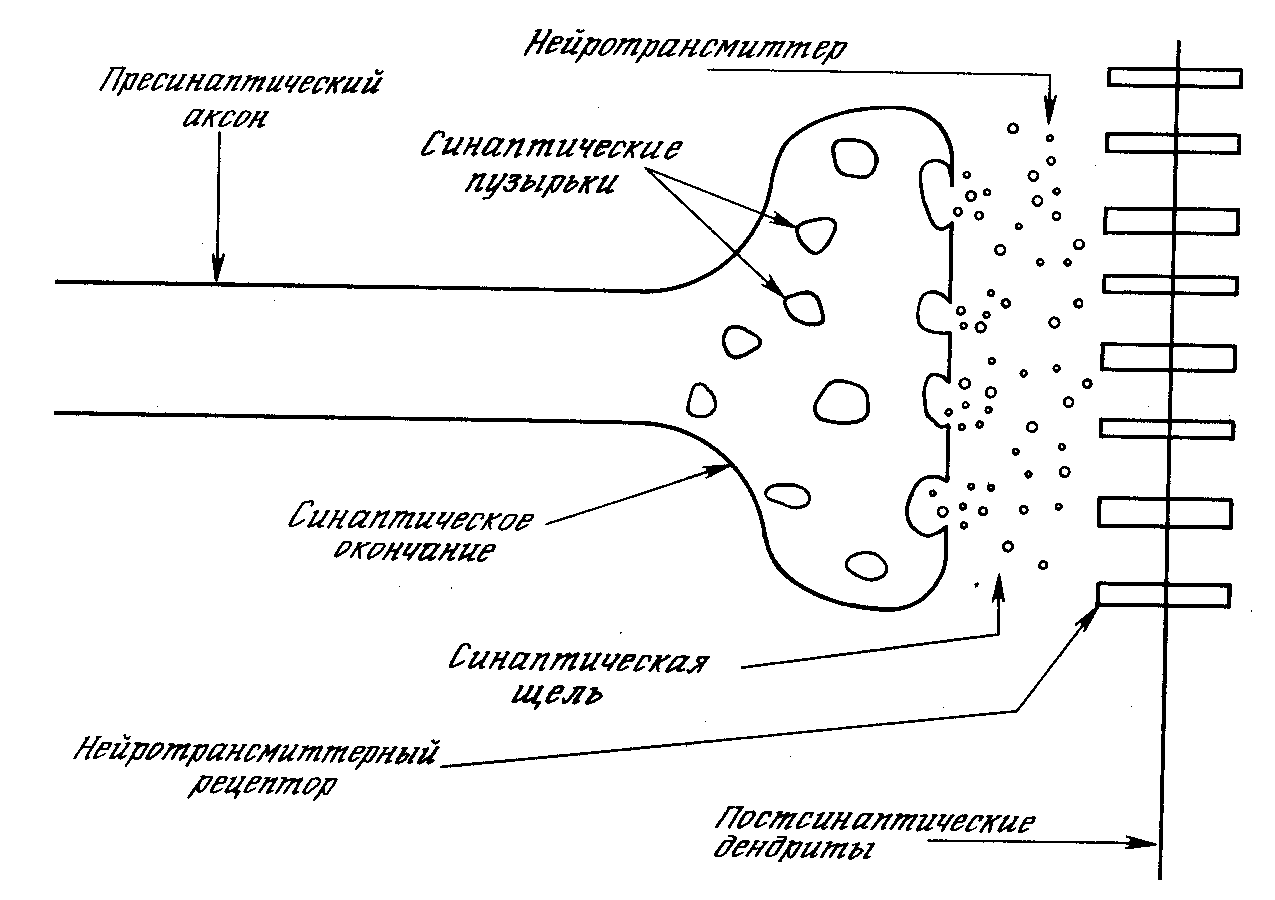 Нейротрансмиттер
Пресинаптический
аксон
Синаптические
пузырьки
Синаптическое
окончание
Синаптическая
щель
Нейротрансмиттерный
рецептор
Постсинаптические
дендриты